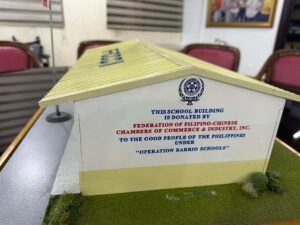 THIS SCHOOL BUILDING
IS DONATED BY
FEDERATION OF FILIPINO-CHINESE
CHAMBERS OF COMMERCE & INDUSTRY, INC.
TO THE GOOD PEOPLE OF THE PHILIPPINES
UNDER
"OPERATION BARRIO SCHOOLS"